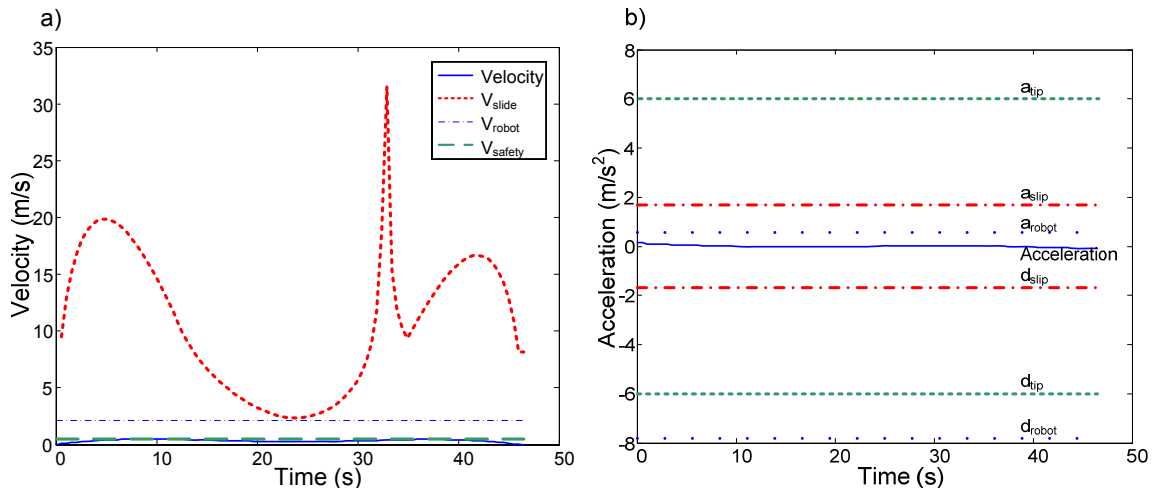 a)
35
30
25
20
15
10
5
0
Velocity (m/s)
0 10 20 30 40 50
Time (s)
Velocity
Vslide
Vrobot
Vsafety
b)
8
6
4
2
0
-2
-4
-6
-8
Acceleration (m/s²)
0 10 20 30 40 50
Time (s)
atip
aslip
arobot
Acceleration
dslip
dtip
drobot